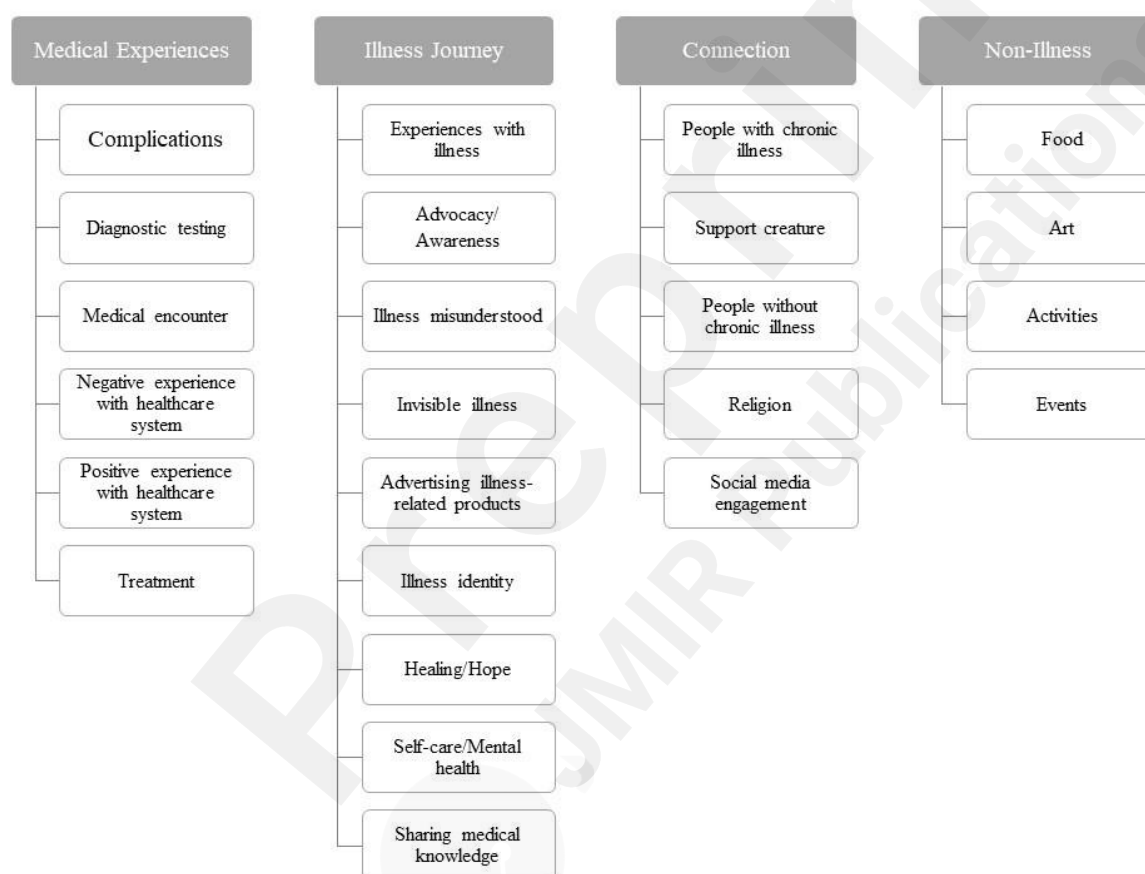 Medical Experiences
Complications
Diagnostic testing
Medical encounter
Negative experience
with healthcare
system
Positive experience
with healthcare
system
Treatment
Illness Journey
Experiences with
illness
Advocacy/
Awareness
Illness misunderstood
Invisible illness
Advertising illness-
related products
Illness identity
Healing/Hope
Self-care/Mental
health
Sharing medical
knowledge
Connection
People with chronic
illness
Support creature
People without
chronic illness
Religion
Social media
engagement
Non-Illness
Food
Art
Activities
Events
Preprin
JMIR Publication